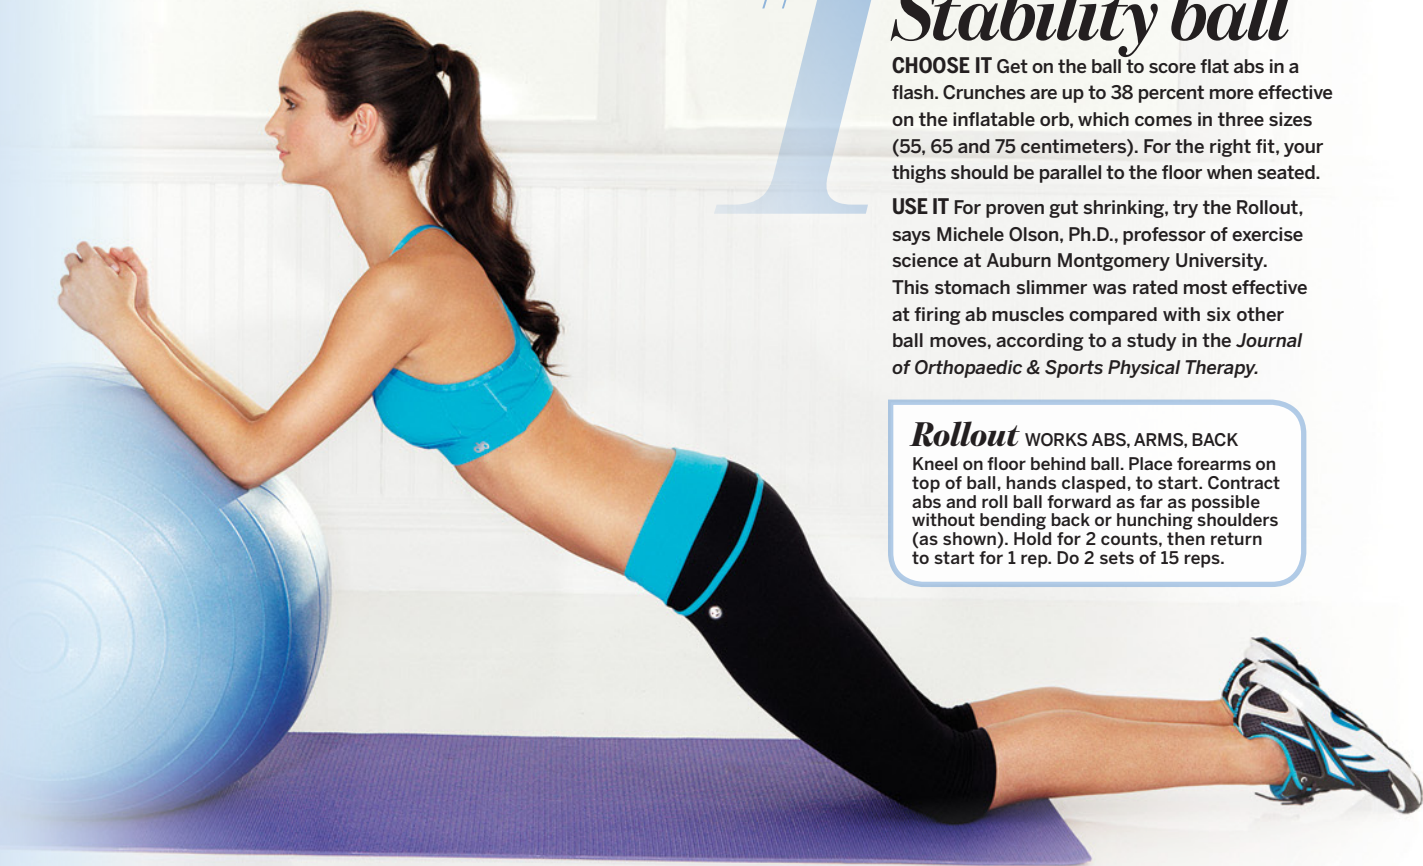 1
Stability ball
CHOOSE IT Get on the ball to score flat abs in a
flash. Crunches are up to 38 percent more effective
on the inflatable orb, which comes in three sizes
(55, 65 and 75 centimeters). For the right fit, your
thighs should be parallel to the floor when seated.
USE IT For proven gut shrinking, try the Rollout,
says Michele Olson, Ph.D., professor of exercise
science at Auburn Montgomery University.
This stomach slimmer was rated most effective
at firing ab muscles compared with six other
ball moves, according to a study in the Journal
of Orthopaedic & Sports Physical Therapy.
Rollout WORKS ABS, ARMS, BACK
Kneel on floor behind ball. Place forearms on
top of ball, hands clasped, to start. Contract
abs and roll ball forward as far as possible
without bending back or hunching shoulders
(as shown). Hold for 2 counts, then return
to start for 1 rep. Do 2 sets of 15 reps.